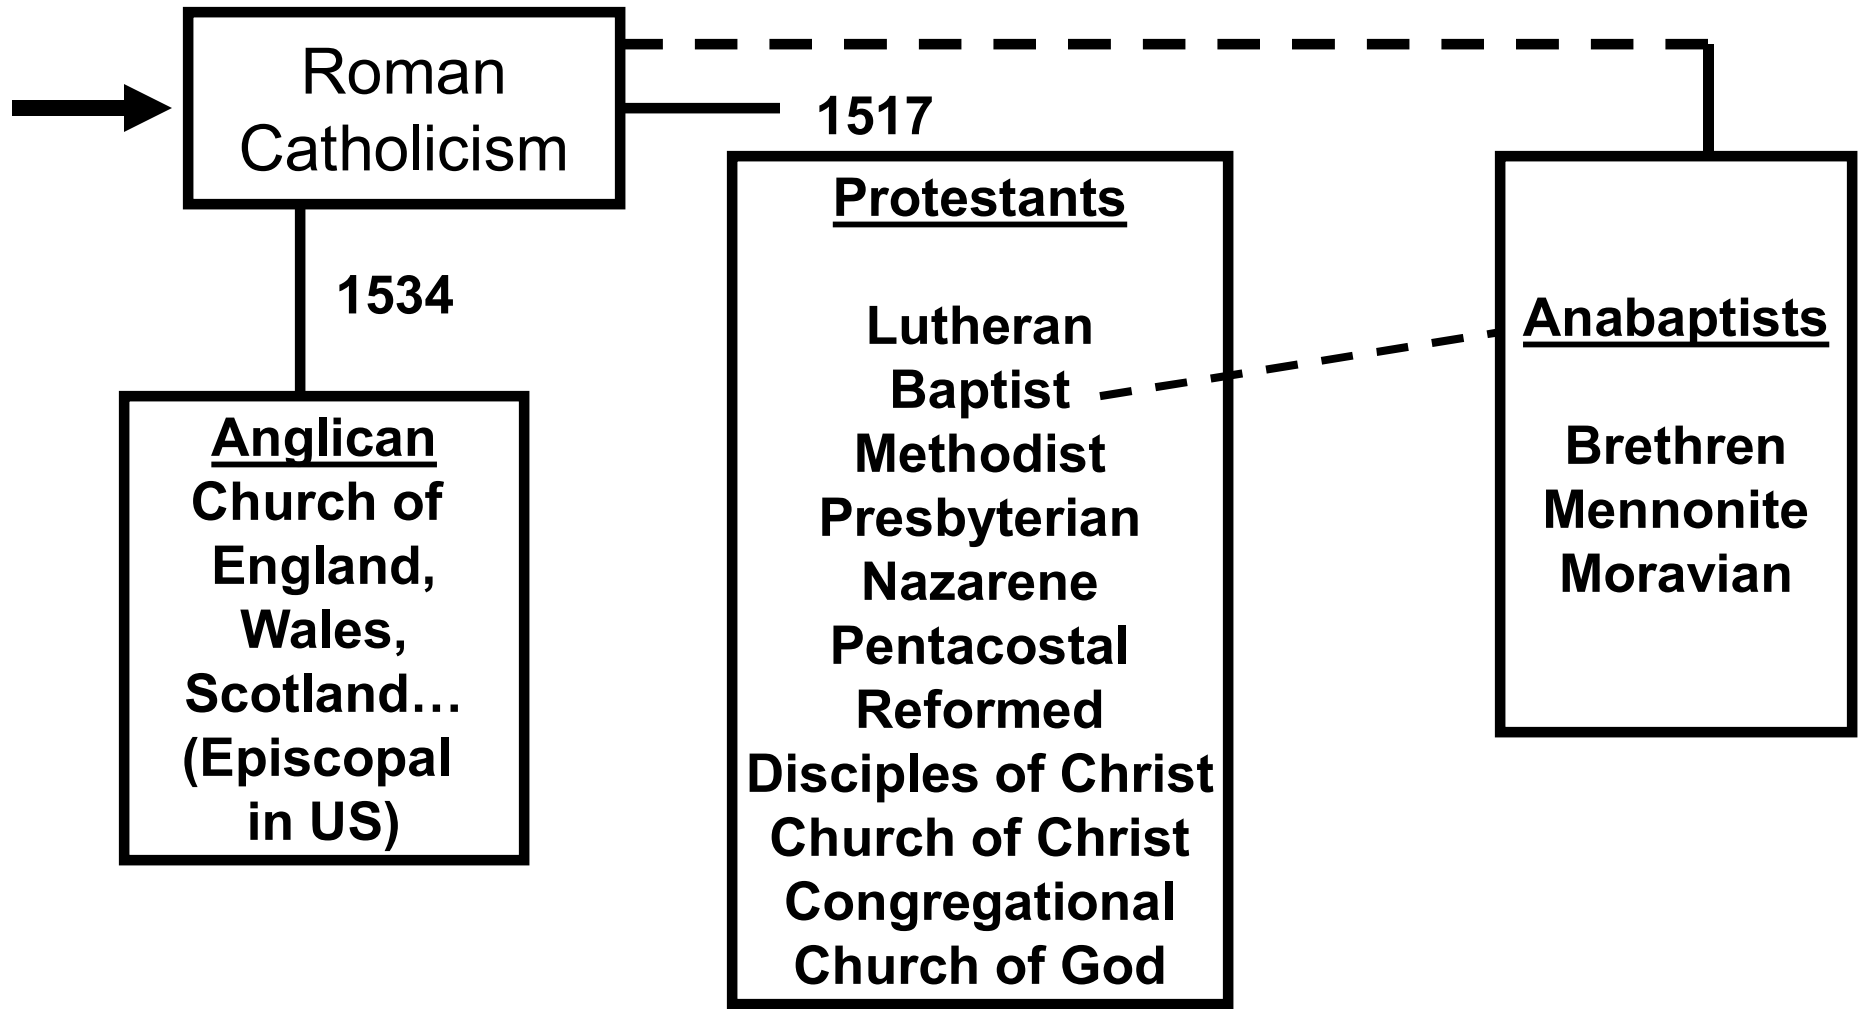 Roman
Catholicism
1517
1534
Protestants
Lutheran
Baptist
Methodist
Presbyterian
Nazarene
Pentacostal
Reformed
Disciples of Christ
Church of Christ
Congregational
Church of God
Anabaptists
Brethren
Mennonite
Moravian
Anglican
Church of
England,
Wales,
Scotland…
(Episcopal
in US)